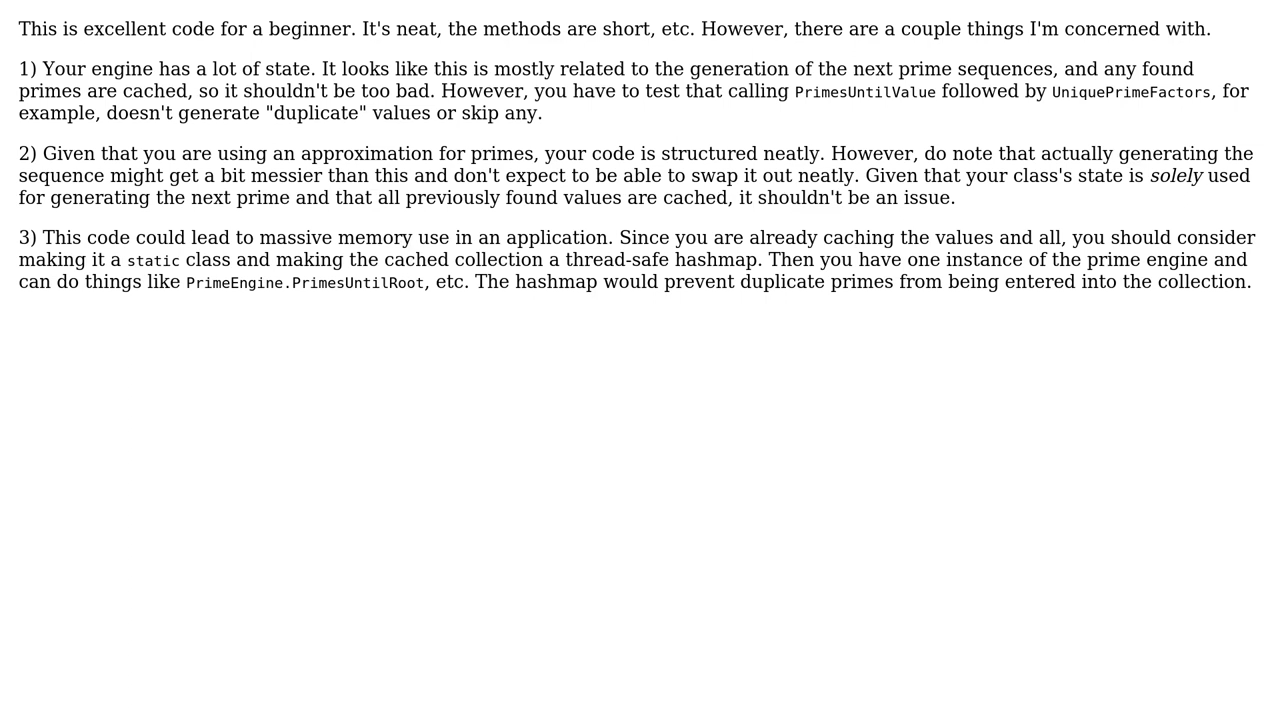 This is excellent code for a beginner. It's neat, the methods are short, etc. However, there are a couple things I'm concerned with.
1) Your engine has a lot of state. It looks like this is mostly related to the generation of the next prime sequences, and any found
primes are cached, so it shouldn't be too bad. However, you have to test that calling PrimesUntilValue followed by UniquePrimeFactors, for
example, doesn't generate "duplicate" values or skip any.
2) Given that you are using an approximation for primes, your code is structured neatly. However, do note that actually generating the
sequence might get a bit messier than this and don't expect to be able to swap it out neatly. Given that your class's state is solely used
for generating the next prime and that all previously found values are cached, it shouldn't be an issue.
3) This code could lead to massive memory use in an application. Since you are already caching the values and all, you should consider
making it a static class and making the cached collection a thread-safe hashmap. Then you have one instance of the prime engine and
can do things like PrimeEngine.PrimesUntilRoot, etc. The hashmap would prevent duplicate primes from being entered into the collection.